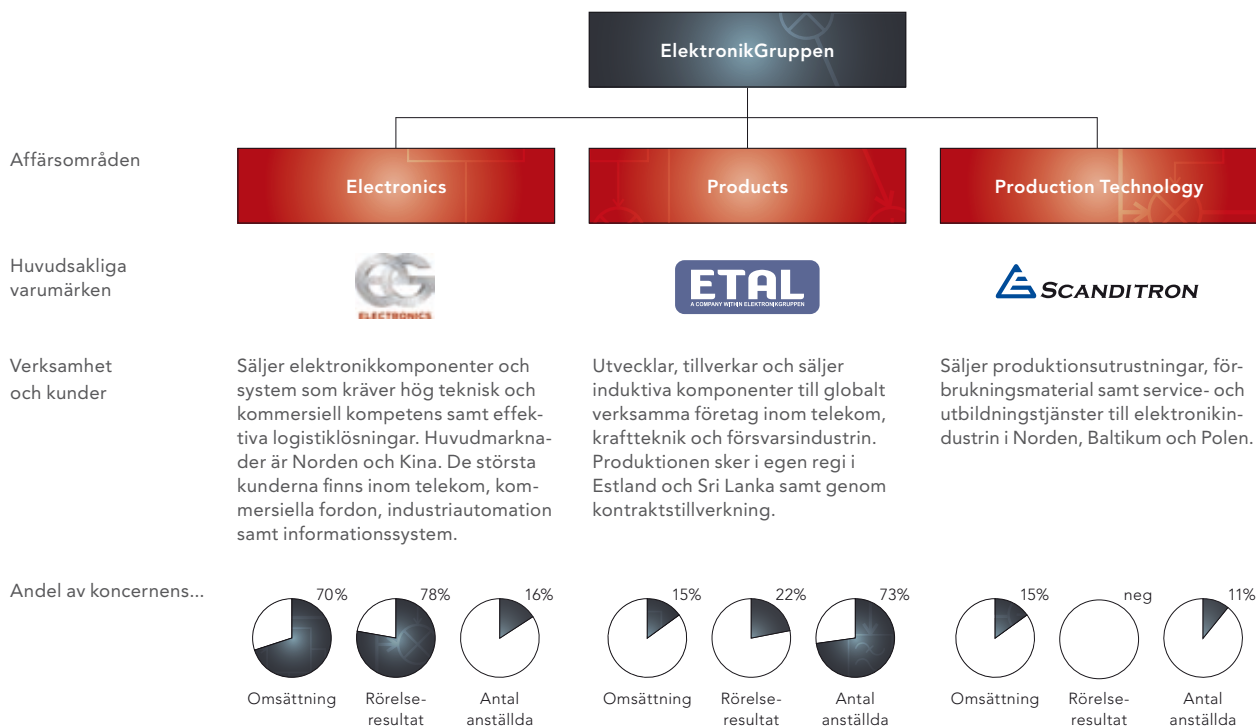 ElektronikGruppen
Affärsområden
Electronics
Products
Production Technology
Huvudsakliga
varumärken
EG
ELECTRONICS
ETAL
A COMPANY WITHIN ELEKTRONIKGRUPPEN
SCANDITRON
Verksamhet
och kunder
Säljer elektronikkomponenter och
system som kräver hög teknisk och
kommersiell kompetens samt effek-
tiva logistiklösningar. Huvudmarkna-
der är Norden och Kina. De största
kunderna finns inom telekom, kom-
mersiella fordon, industriautomation
samt informationssystem.
Utvecklar, tillverkar och säljer
induktiva komponenter till globalt
verksamma företag inom telekom,
kraftteknik och försvarsindustrin.
Produktionen sker i egen regi i
Estland och Sri Lanka samt genom
kontraktstillverkning.
Säljer produktionsutrustningar, för-
brukningsmaterial samt service- och
utbildningstjänster till elektronikin-
dustrin i Norden, Baltikum och Polen.
Andel av koncernens...
70%
78%
16%
15%
22%
73%
15%
neg
11%
Omsättning
Rörelse-
resultat
Antal
anställda
Omsättning
Rörelse-
resultat
Antal
anställda
Omsättning
Rörelse-
resultat
Antal
anställda